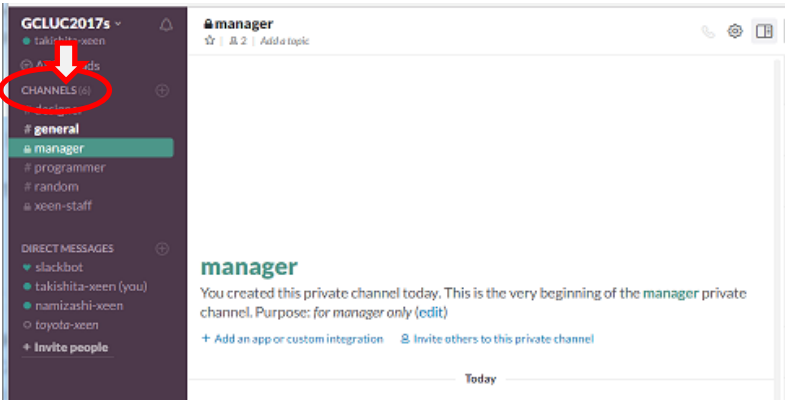 GCLUC2017s
takishita-xeen
CHANNELS (6)
# designer
# general
manager
# programmer
# random
xeen-staff
DIRECT MESSAGES
slackbot
takishita-xeen (you)
namizashi-xeen
toyota-xeen
+ Invite people
manager
2 | Add a topic
manager
You created this private channel today. This is the very beginning of the manager private
channel. Purpose: for manager only (edit)
+ Add an app or custom integration Invite others to this private channel
Today